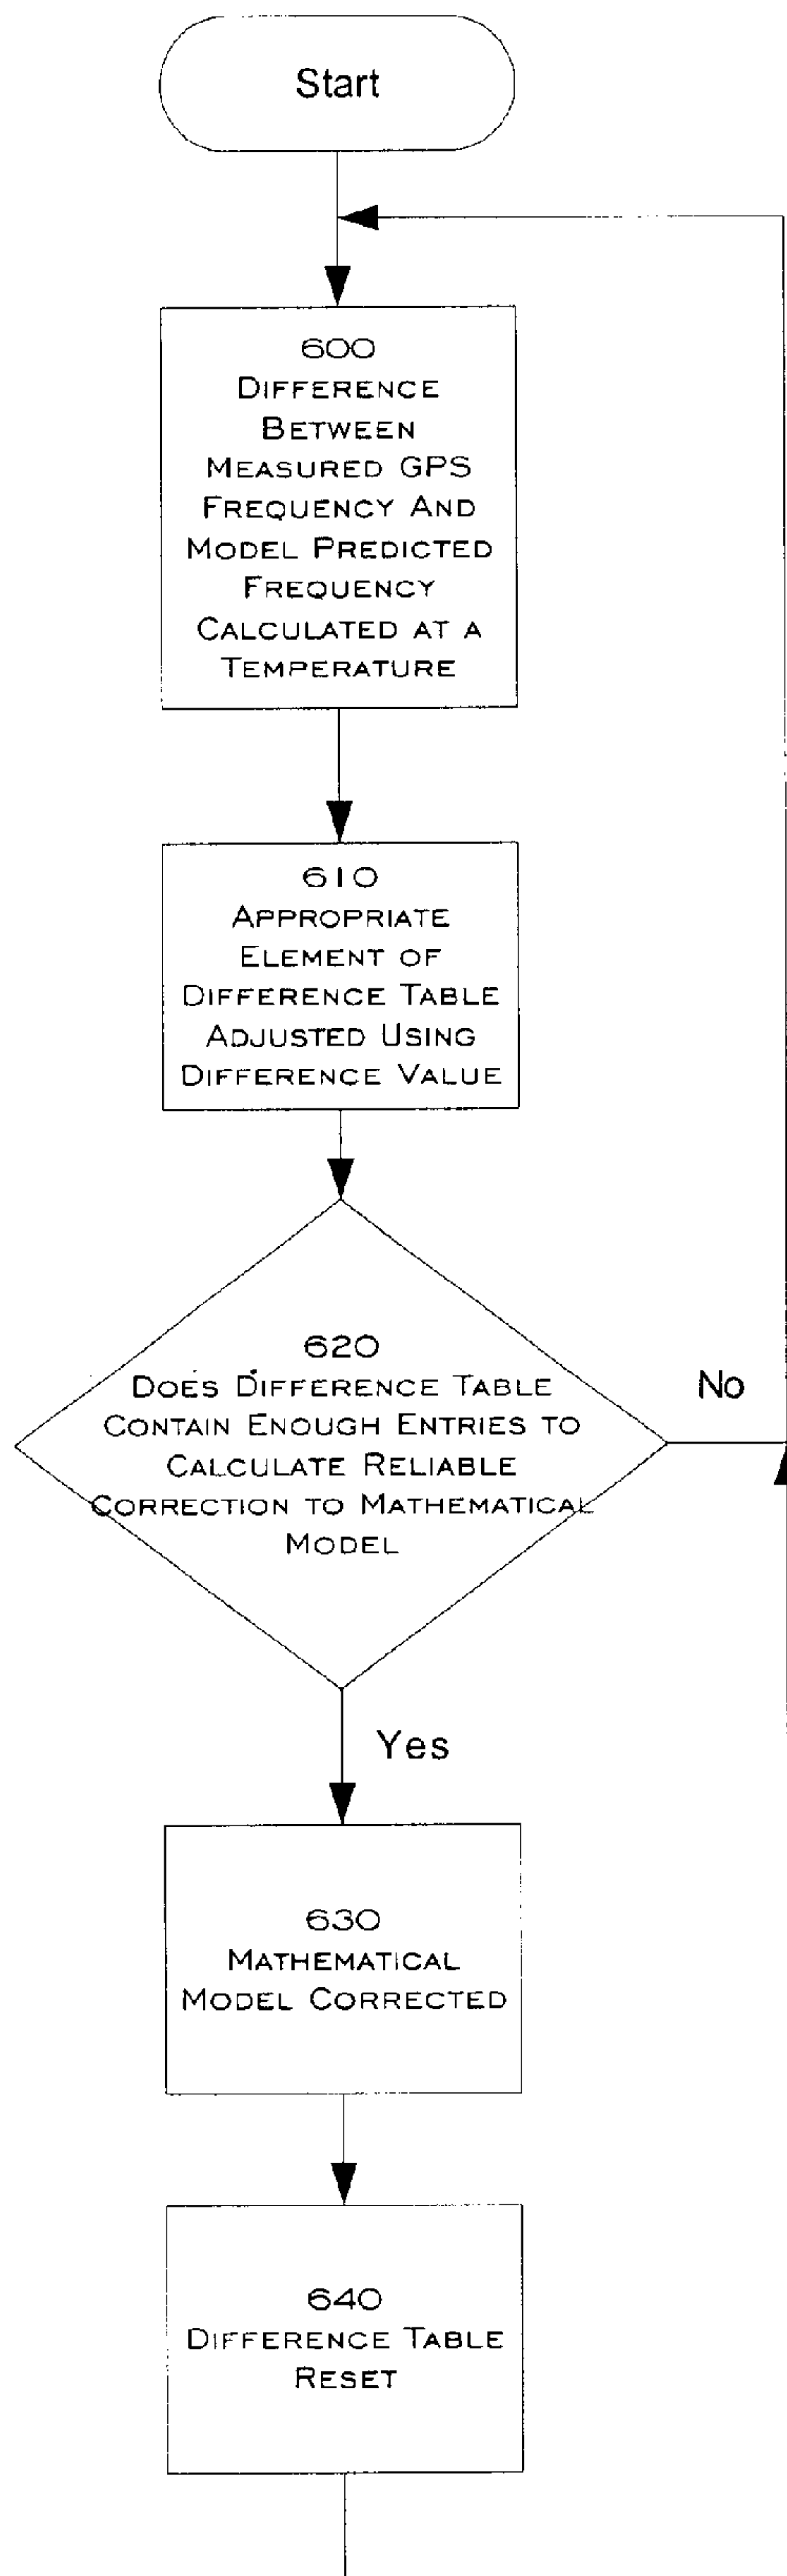 Start
600
DIFFERENCE
BETWEEN
MEASURED GPS
FREQUENCY AND
MODEL PREDICTED
FREQUENCY
CALCULATED AT A
TEMPERATURE
610
APPROPRIATE
ELEMENT OF
DIFFERENCE TABLE
ADJUSTED USING
DIFFERENCE VALUE
620
DOES DIFFERENCE TABLE
CONTAIN ENOUGH ENTRIES TO
CALCULATE RELIABLE
CORRECTION TO MATHEMATICAL
MODEL
No
Yes
630
MATHEMATICAL
MODEL CORRECTED
640
DIFFERENCE TABLE
RESET